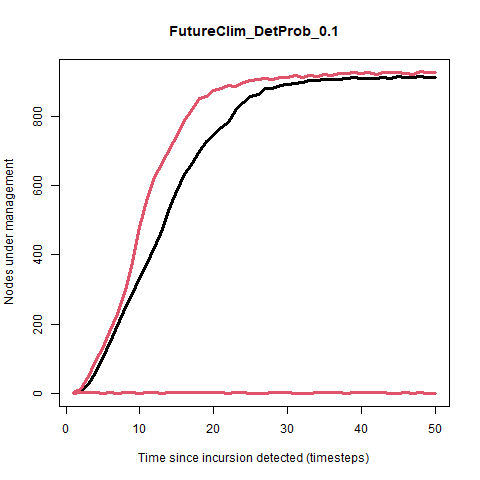 FutureClim_DetProb_0.1
Nodes under management
800
600
400
200
0
0 10 20 30 40 50
Time since incursion detected (timesteps)